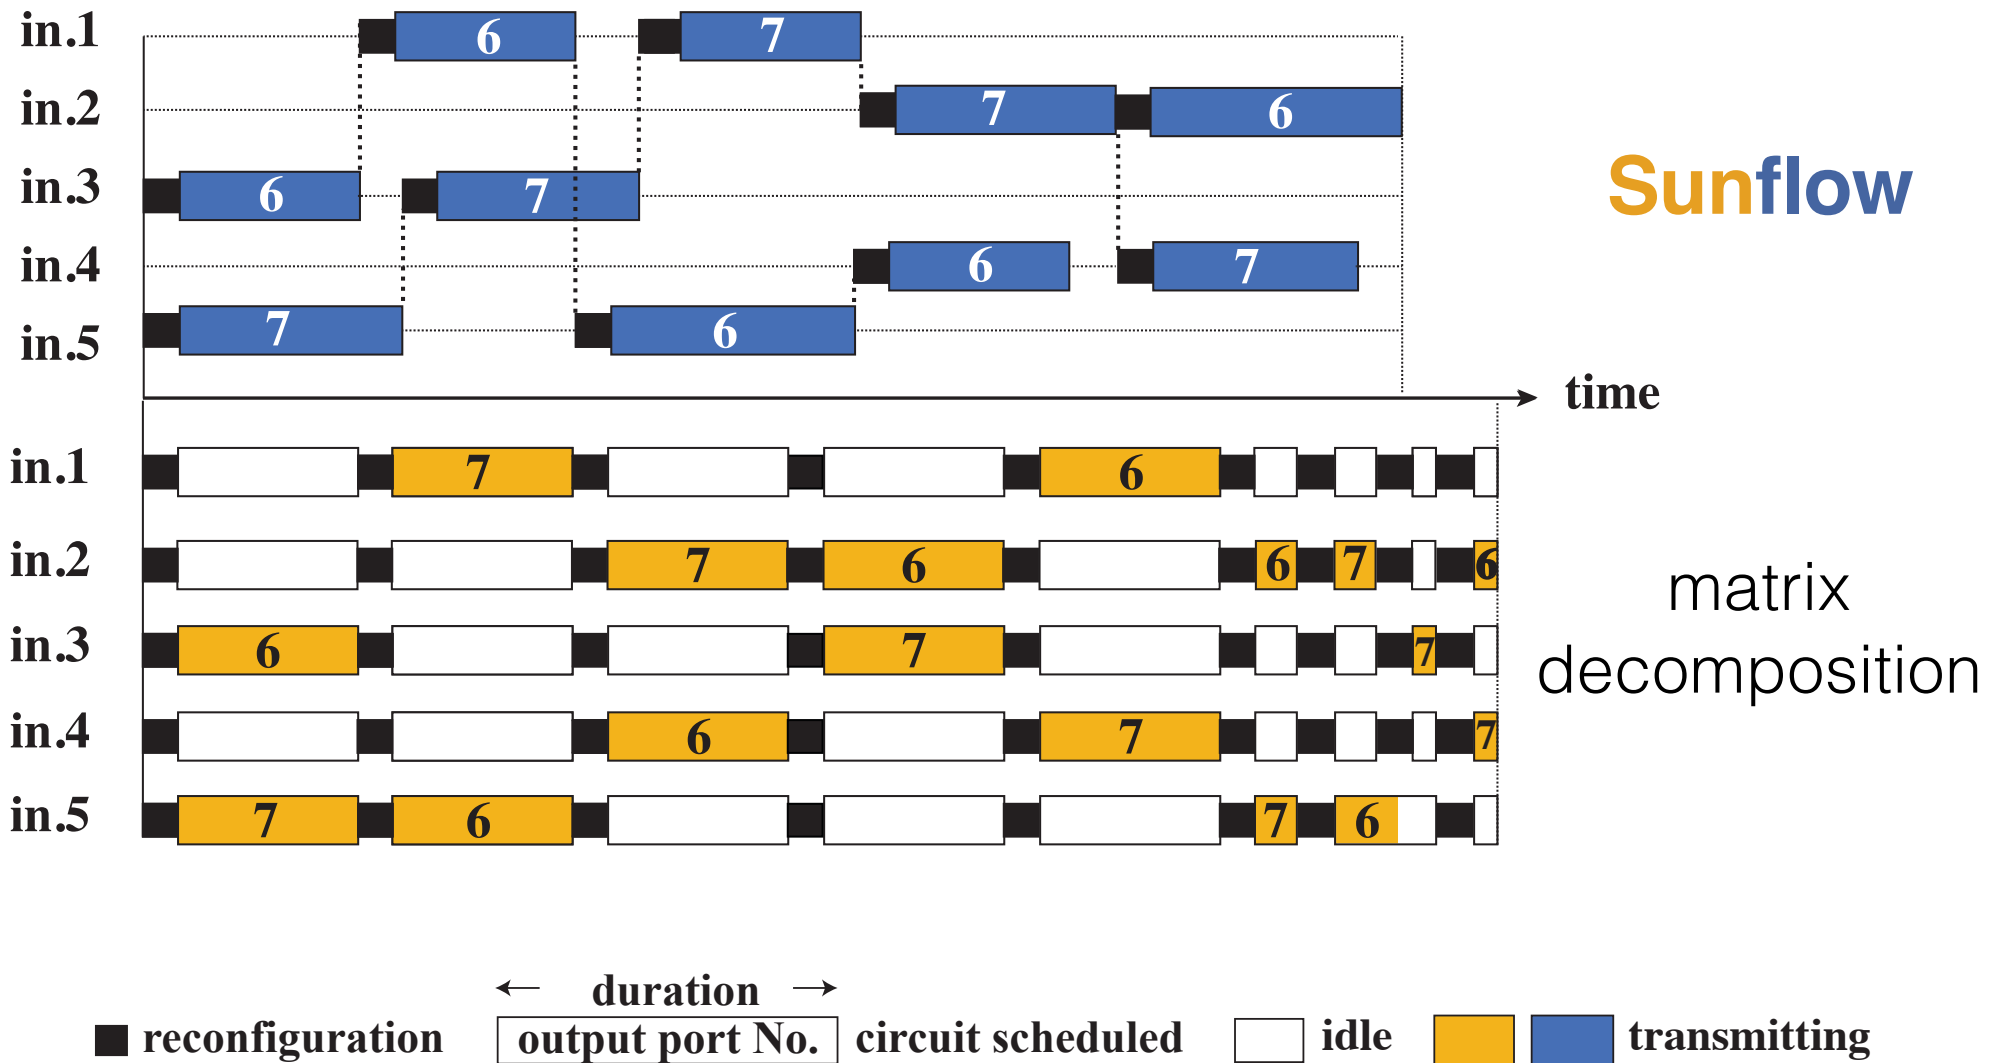 in.1 6 7
in.2 7 6
in.3 6 7
in.4 6 7
in.5 7 6
Sunflow
time
in.1 7 6
in.2 7 6 6 7 6
in.3 6 7 7
in.4 6 7 7
in.5 7 6 7 6
matrix
decomposition
duration
reconfiguration output port No. circuit scheduled idle transmitting